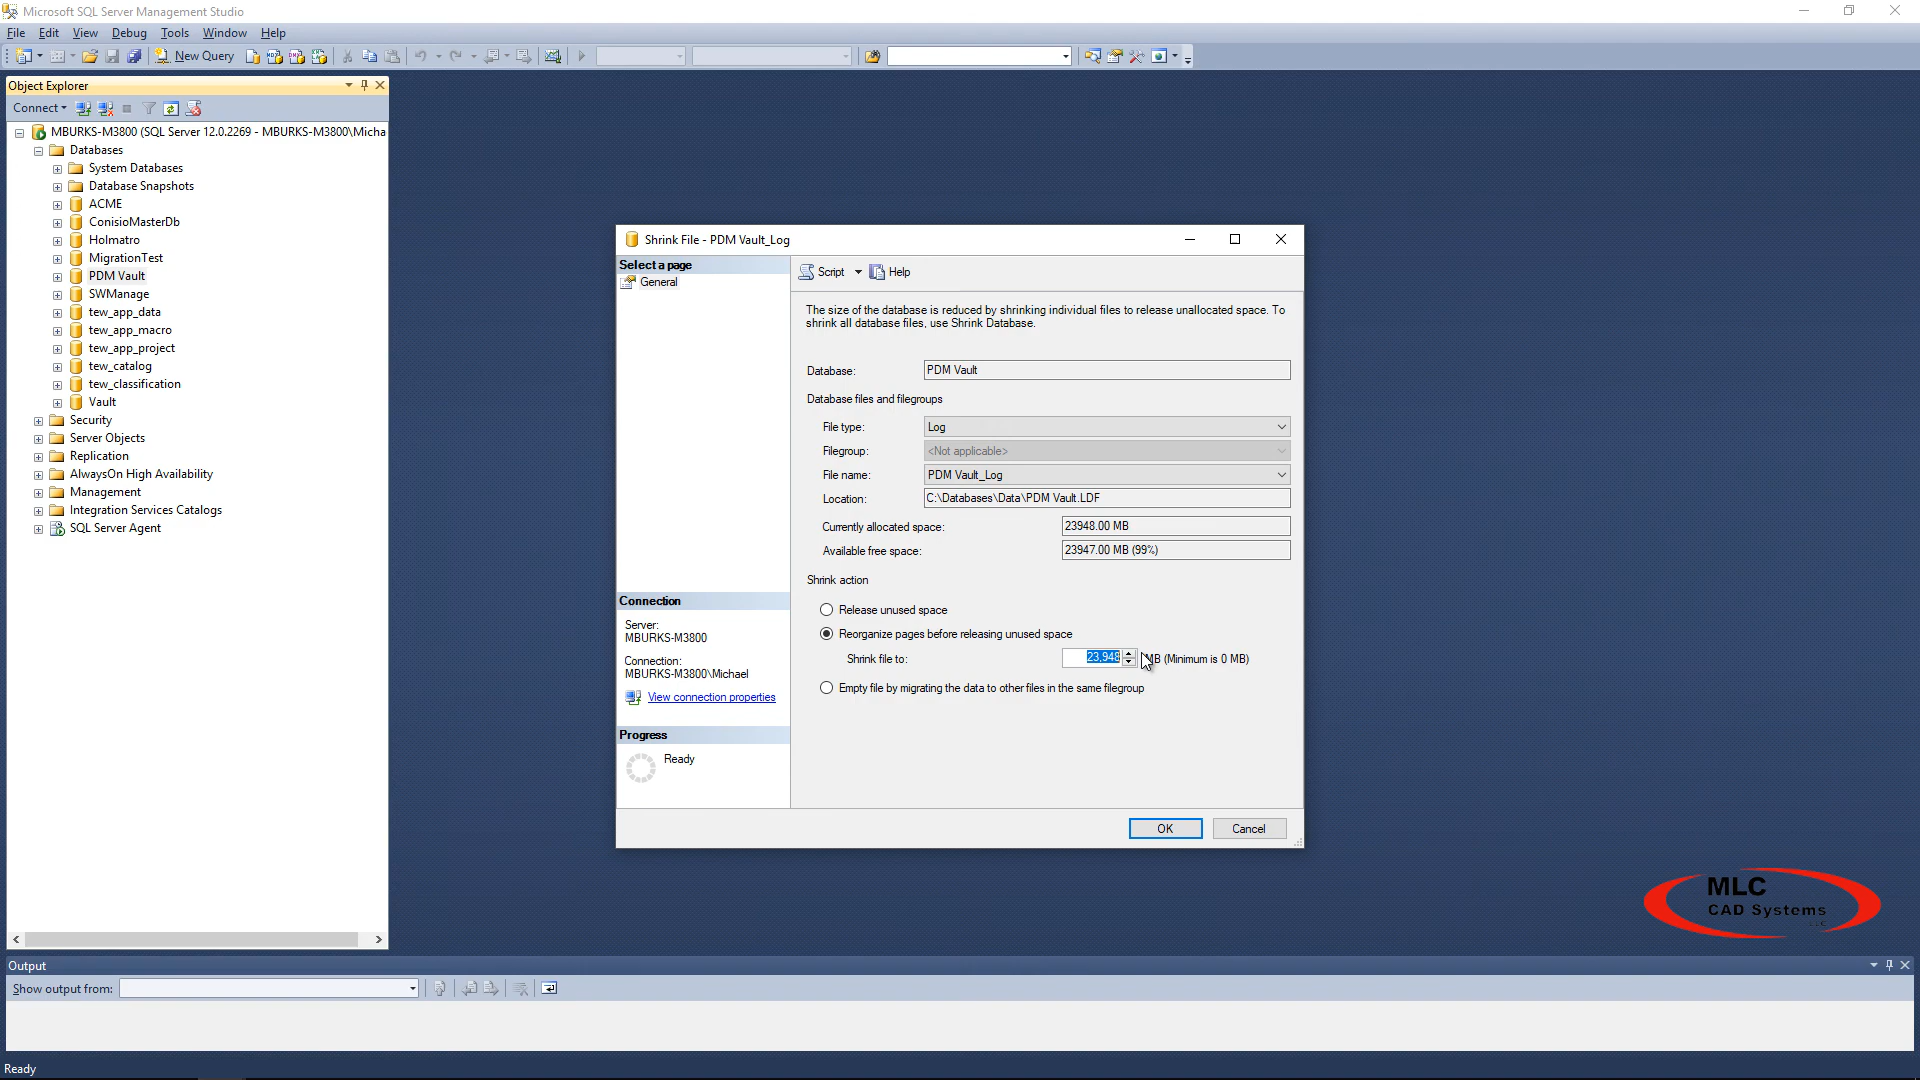 Microsoft SQL Server Management Studio
File Edit View Debug Tools Window Help
New Query
Object Explorer
Connect
MBURKS-M3800 (SQL Server 12.0.2269 - MBURKS-M3800\Micha
Databases
System Databases
Database Snapshots
ACME
ConisioMasterDb
Holmatro
MigrationTest
PDM Vault
SWManage
tew_app_data
tew_app_macro
tew_app_project
tew_catalog
tew_classification
Vault
Security
Server Objects
Replication
AlwaysOn High Availability
Management
Integration Services Catalogs
SQL Server Agent
Shrink File - PDM Vault_Log
Select a page
General
Connection
Server:
MBURKS-M3800
Connection:
MBURKS-M3800\Michael
View connection properties
Progress
Ready
Script Help
The size of the database is reduced by shrinking individual files to release unallocated space. To
shrink all database files, use Shrink Database.
Database: PDM Vault
Database files and filegroups
File type: Log
Filegroup: <Not applicable>
File name: PDM Vault_Log
Location: C:\Databases\Data\PDM Vault.LDF
Currently allocated space: 23948.00 MB
Available free space: 23947.00 MB (99%)
Shrink action
Release unused space
Reorganize pages before releasing unused space
Shrink file to: 23,948 MB (Minimum is 0 MB)
Empty file by migrating the data to other files in the same filegroup
OK Cancel
MLC
CAD Systems
LLC
Output
Show output from:
Ready